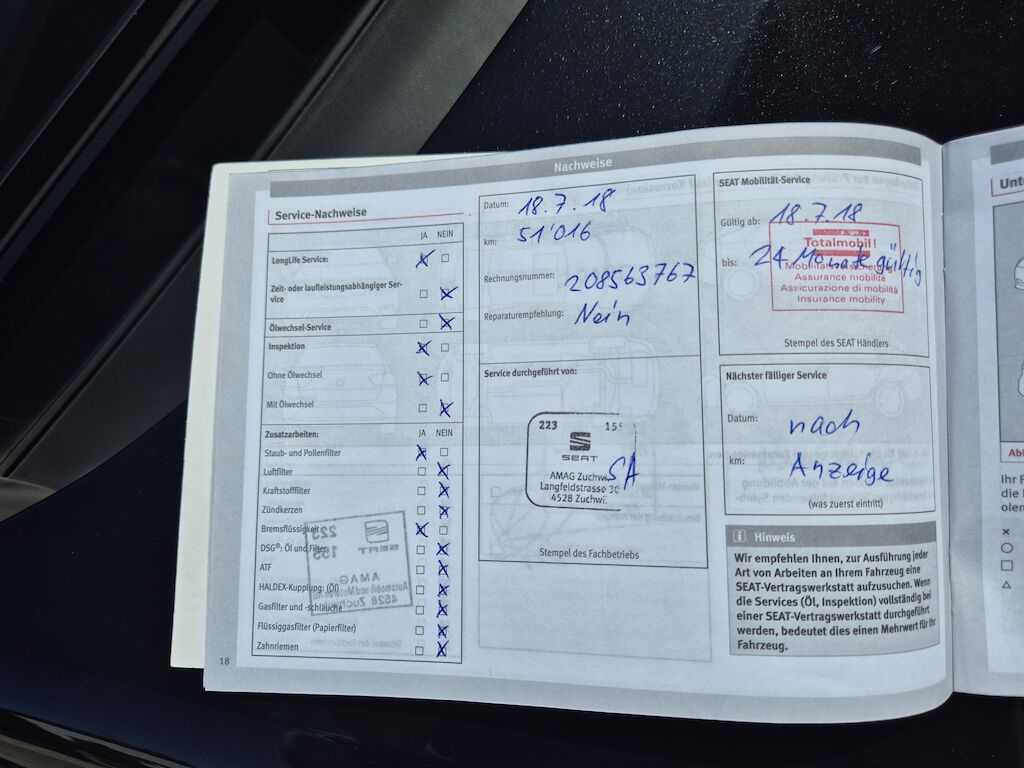 Nachweise
Service-Nachweise
JA NEIN
LongLife Service:
Zeit- oder laufleistungsabhängiger Ser-
vice
Ölwechsel-Service
Inspektion
Ohne Ölwechsel
Mit Ölwechsel
Zusatzarbeiten: JA NEIN
Staub- und Pollenfilter
Luftfilter
Kraftstofffilter
Zündkerzen
Bremsflüssigkeit
DSG®: Öl und Filter
ATF
HALDEX-Kupplung: (Öl)
Gasfilter und -schläuche
Flüssiggasfilter (Papierfilter)
Zahnriemen
18
Datum: 18.7.18
km: 51'016
Rechnungsnummer: 208563767
Reparaturempfehlung: Nein
Service durchgeführt von:
223
SEAT
AMAG Zuchwil
SA
Langfeldstrasse 30
4528 Zuchwil
Stempel des Fachbetriebs
SEAT Mobilität-Service
Gültig ab: 18.7.18
Totalmobil!
bis: 24 Monate gültig
Assurance mobilité
Assicurazione di mobilità
Insurance mobility
Stempel des SEAT Händlers
Nächster fälliger Service
Datum: nach
km: Anzeige
(was zuerst eintritt)
i Hinweis
Wir empfehlen Ihnen, zur Ausführung jeder
Art von Arbeiten an Ihrem Fahrzeug eine
SEAT-Vertragswerkstatt aufzusuchen. Wenn
die Services (Öl, Inspektion) vollständig bei
einer SEAT-Vertragswerkstatt durchgeführt
werden, bedeutet dies einen Mehrwert für Ihr
Fahrzeug.
Ihr F